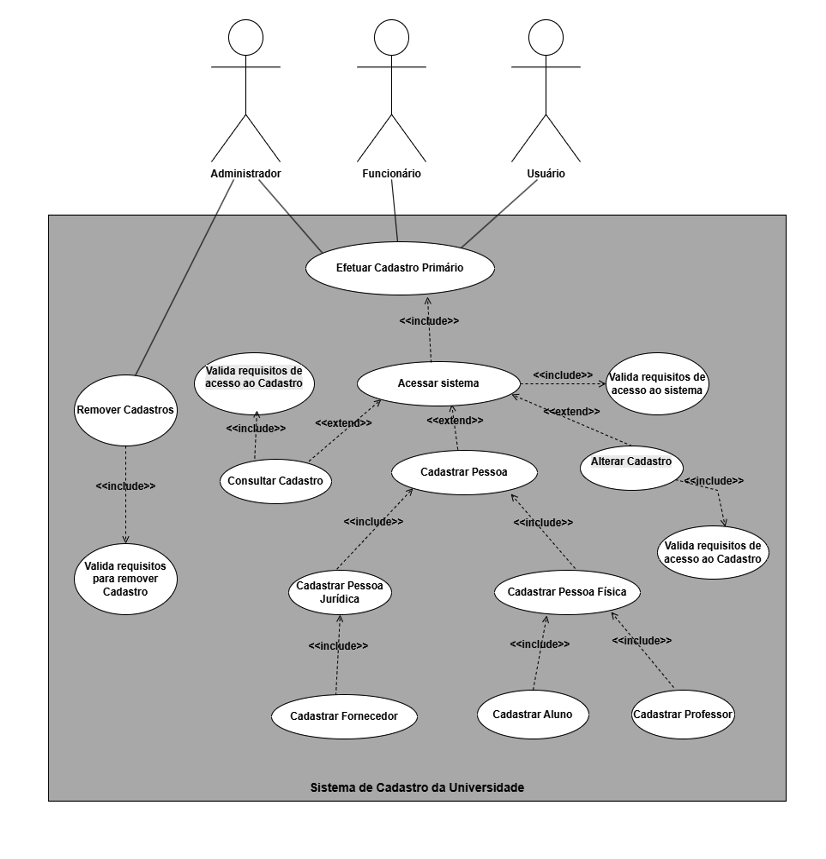 Administrador
Funcionário
Usuário
Efetuar Cadastro Primário
<<include>>
Valida requisitos de
acesso ao Cadastro
Acessar sistema
<<include>>
Valida requisitos de
acesso ao sistema
Remover Cadastros
<<include>>
<<extend>>
<<extend>>
<<extend>>
Consultar Cadastro
Cadastrar Pessoa
Alterar Cadastro
<<include>>
<<include>>
<<include>>
<<include>>
Valida requisitos
para remover
Cadastro
Valida requisitos de
acesso ao Cadastro
Cadastrar Pessoa
Jurídica
Cadastrar Pessoa Física
<<include>>
<<include>>
<<include>>
Cadastrar Fornecedor
Cadastrar Aluno
Cadastrar Professor
Sistema de Cadastro da Universidade